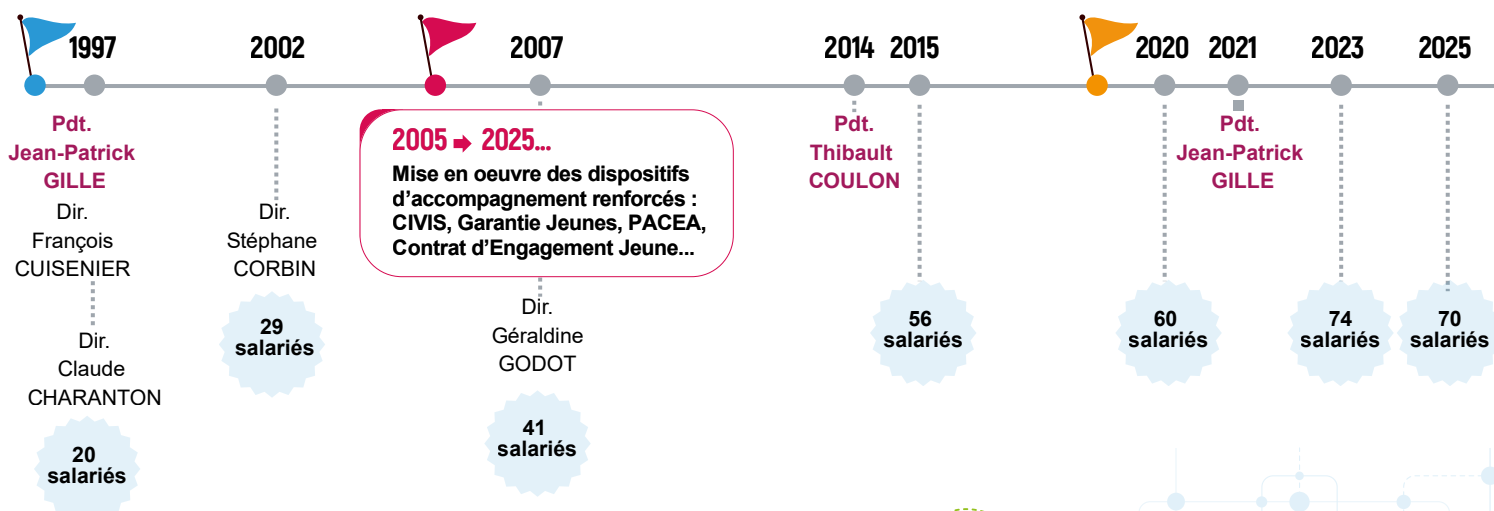 1997
2002
2007
2014
2015
2020
2021
2023
2025
Pdt.
Jean-Patrick
GILLE
Dir.
François
CUISENIER
Dir.
Claude
CHARANTON
20
salariés
Dir.
Stéphane
CORBIN
29
salariés
2005 ➡ 2025...
Mise en oeuvre des dispositifs
d’accompagnement renforcés :
CIVIS, Garantie Jeunes, PACEA,
Contrat d’Engagement Jeune...
Dir.
Géraldine
GODOT
41
salariés
Pdt.
Thibault
COULON
56
salariés
60
salariés
Pdt.
Jean-Patrick
GILLE
74
salariés
70
salariés